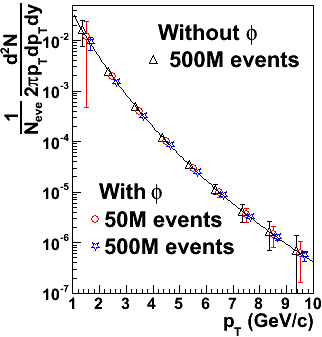 1/N_eve d²N/2πp_T dp_T dy
Without ϕ
△ 500M events
With ϕ
50M events
500M events
10⁻²
10⁻³
10⁻⁴
10⁻⁵
10⁻⁶
10⁻⁷
1 2 3 4 5 6 7 8 9 10
p_T (GeV/c)